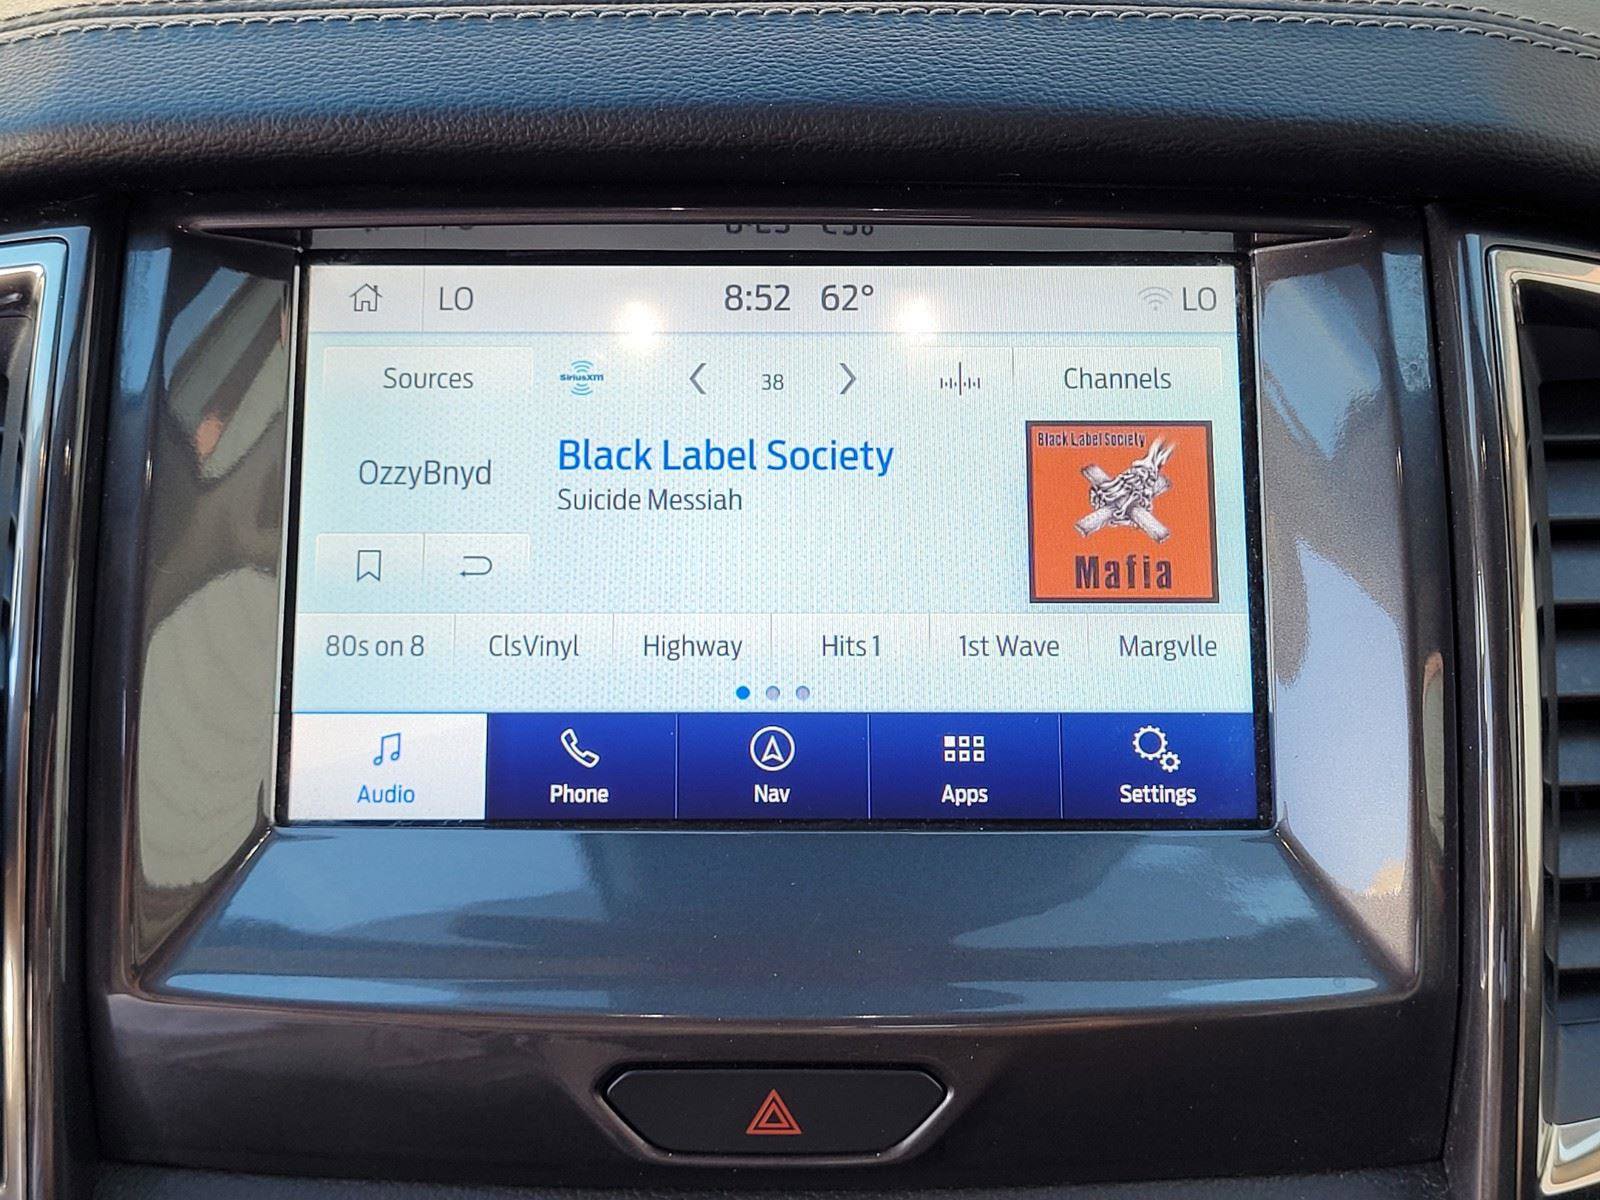 LO 8:52 62° LO
Sources SiriusXM 38 Channels
OzzyBnyd
Black Label Society
Suicide Messiah
Black Label Society
Mafia
80s on 8 ClsVinyl Highway Hits 1 1st Wave Margvlle
Audio Phone Nav Apps Settings